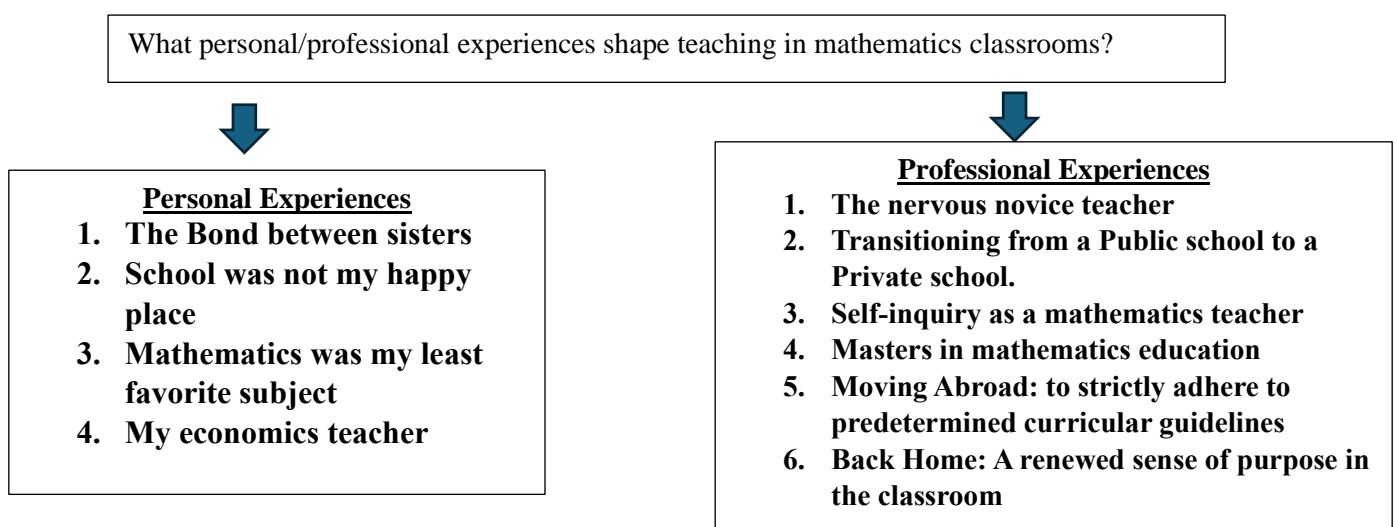 What personal/professional experiences shape teaching in mathematics classrooms?
Personal Experiences
1. The Bond between sisters
2. School was not my happy
place
3. Mathematics was my least
favorite subject
4. My economics teacher
Professional Experiences
1. The nervous novice teacher
2. Transitioning from a Public school to a
Private school.
3. Self-inquiry as a mathematics teacher
4. Masters in mathematics education
5. Moving Abroad: to strictly adhere to
predetermined curricular guidelines
6. Back Home: A renewed sense of purpose in
the classroom